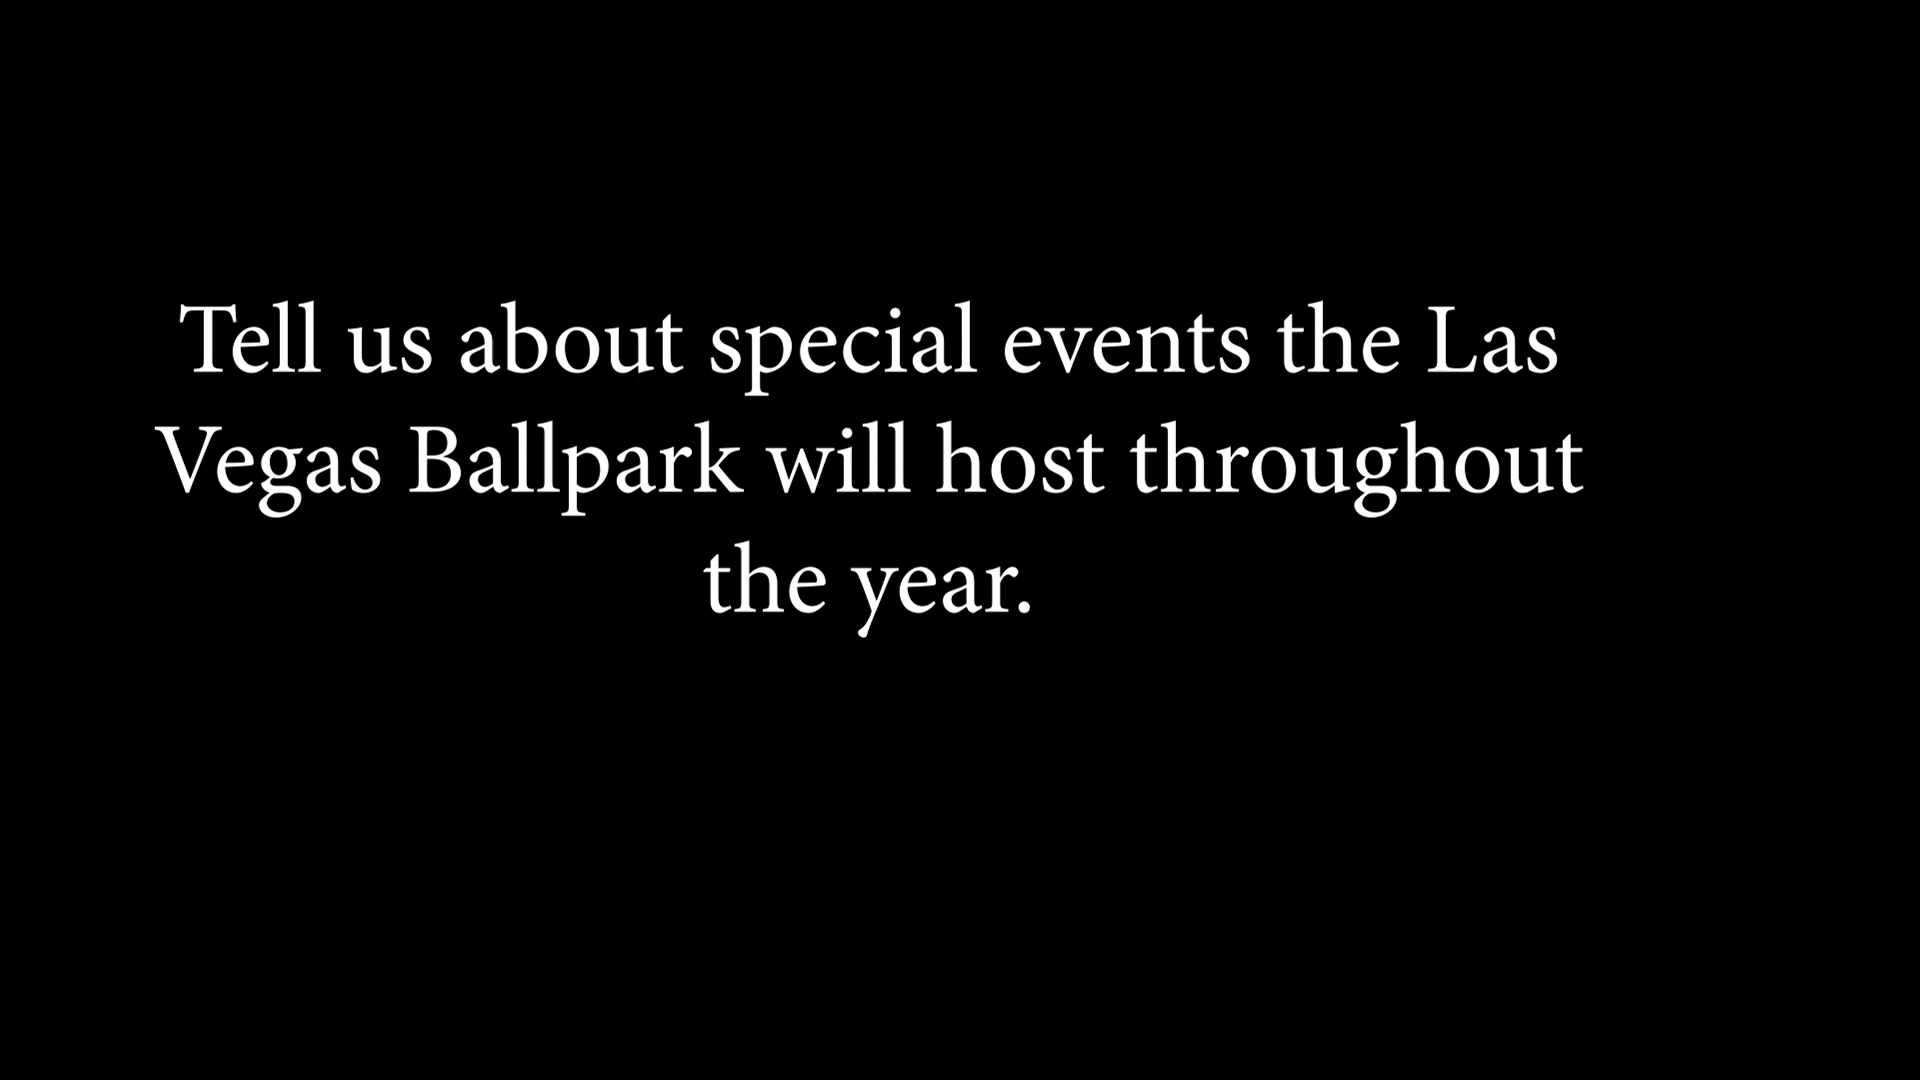 Tell us about special events the Las
Vegas Ballpark will host throughout
the year.